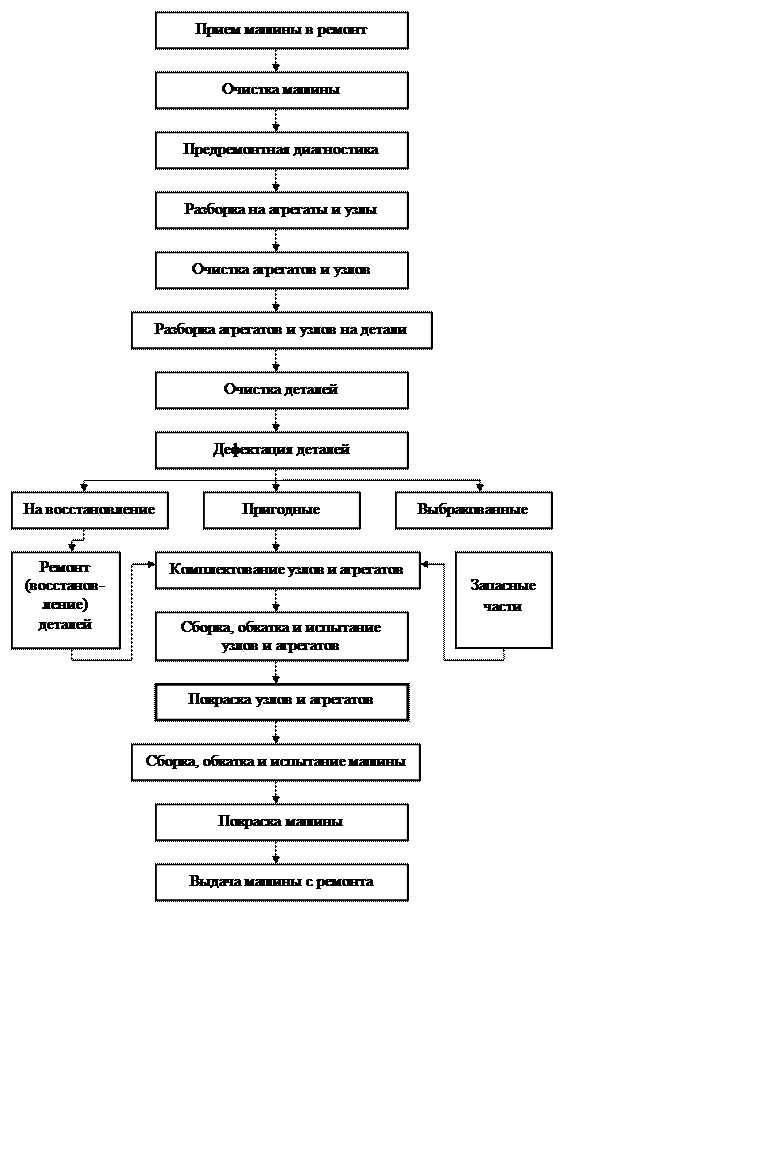 Прием машины в ремонт
Очистка машины
Предремонтная диагностика
Разборка на агрегаты и узлы
Очистка агрегатов и узлов
Разборка агрегатов и узлов на детали
Очистка деталей
Дефектация деталей
На восстановление
Пригодные
Выбракованные
Ремонт
(восстанов-
ление)
деталей
Комплектование узлов и агрегатов
Запасные
части
Сборка, обкатка и испытание
узлов и агрегатов
Покраска узлов и агрегатов
Сборка, обкатка и испытание машины
Покраска машины
Выдача машины с ремонта